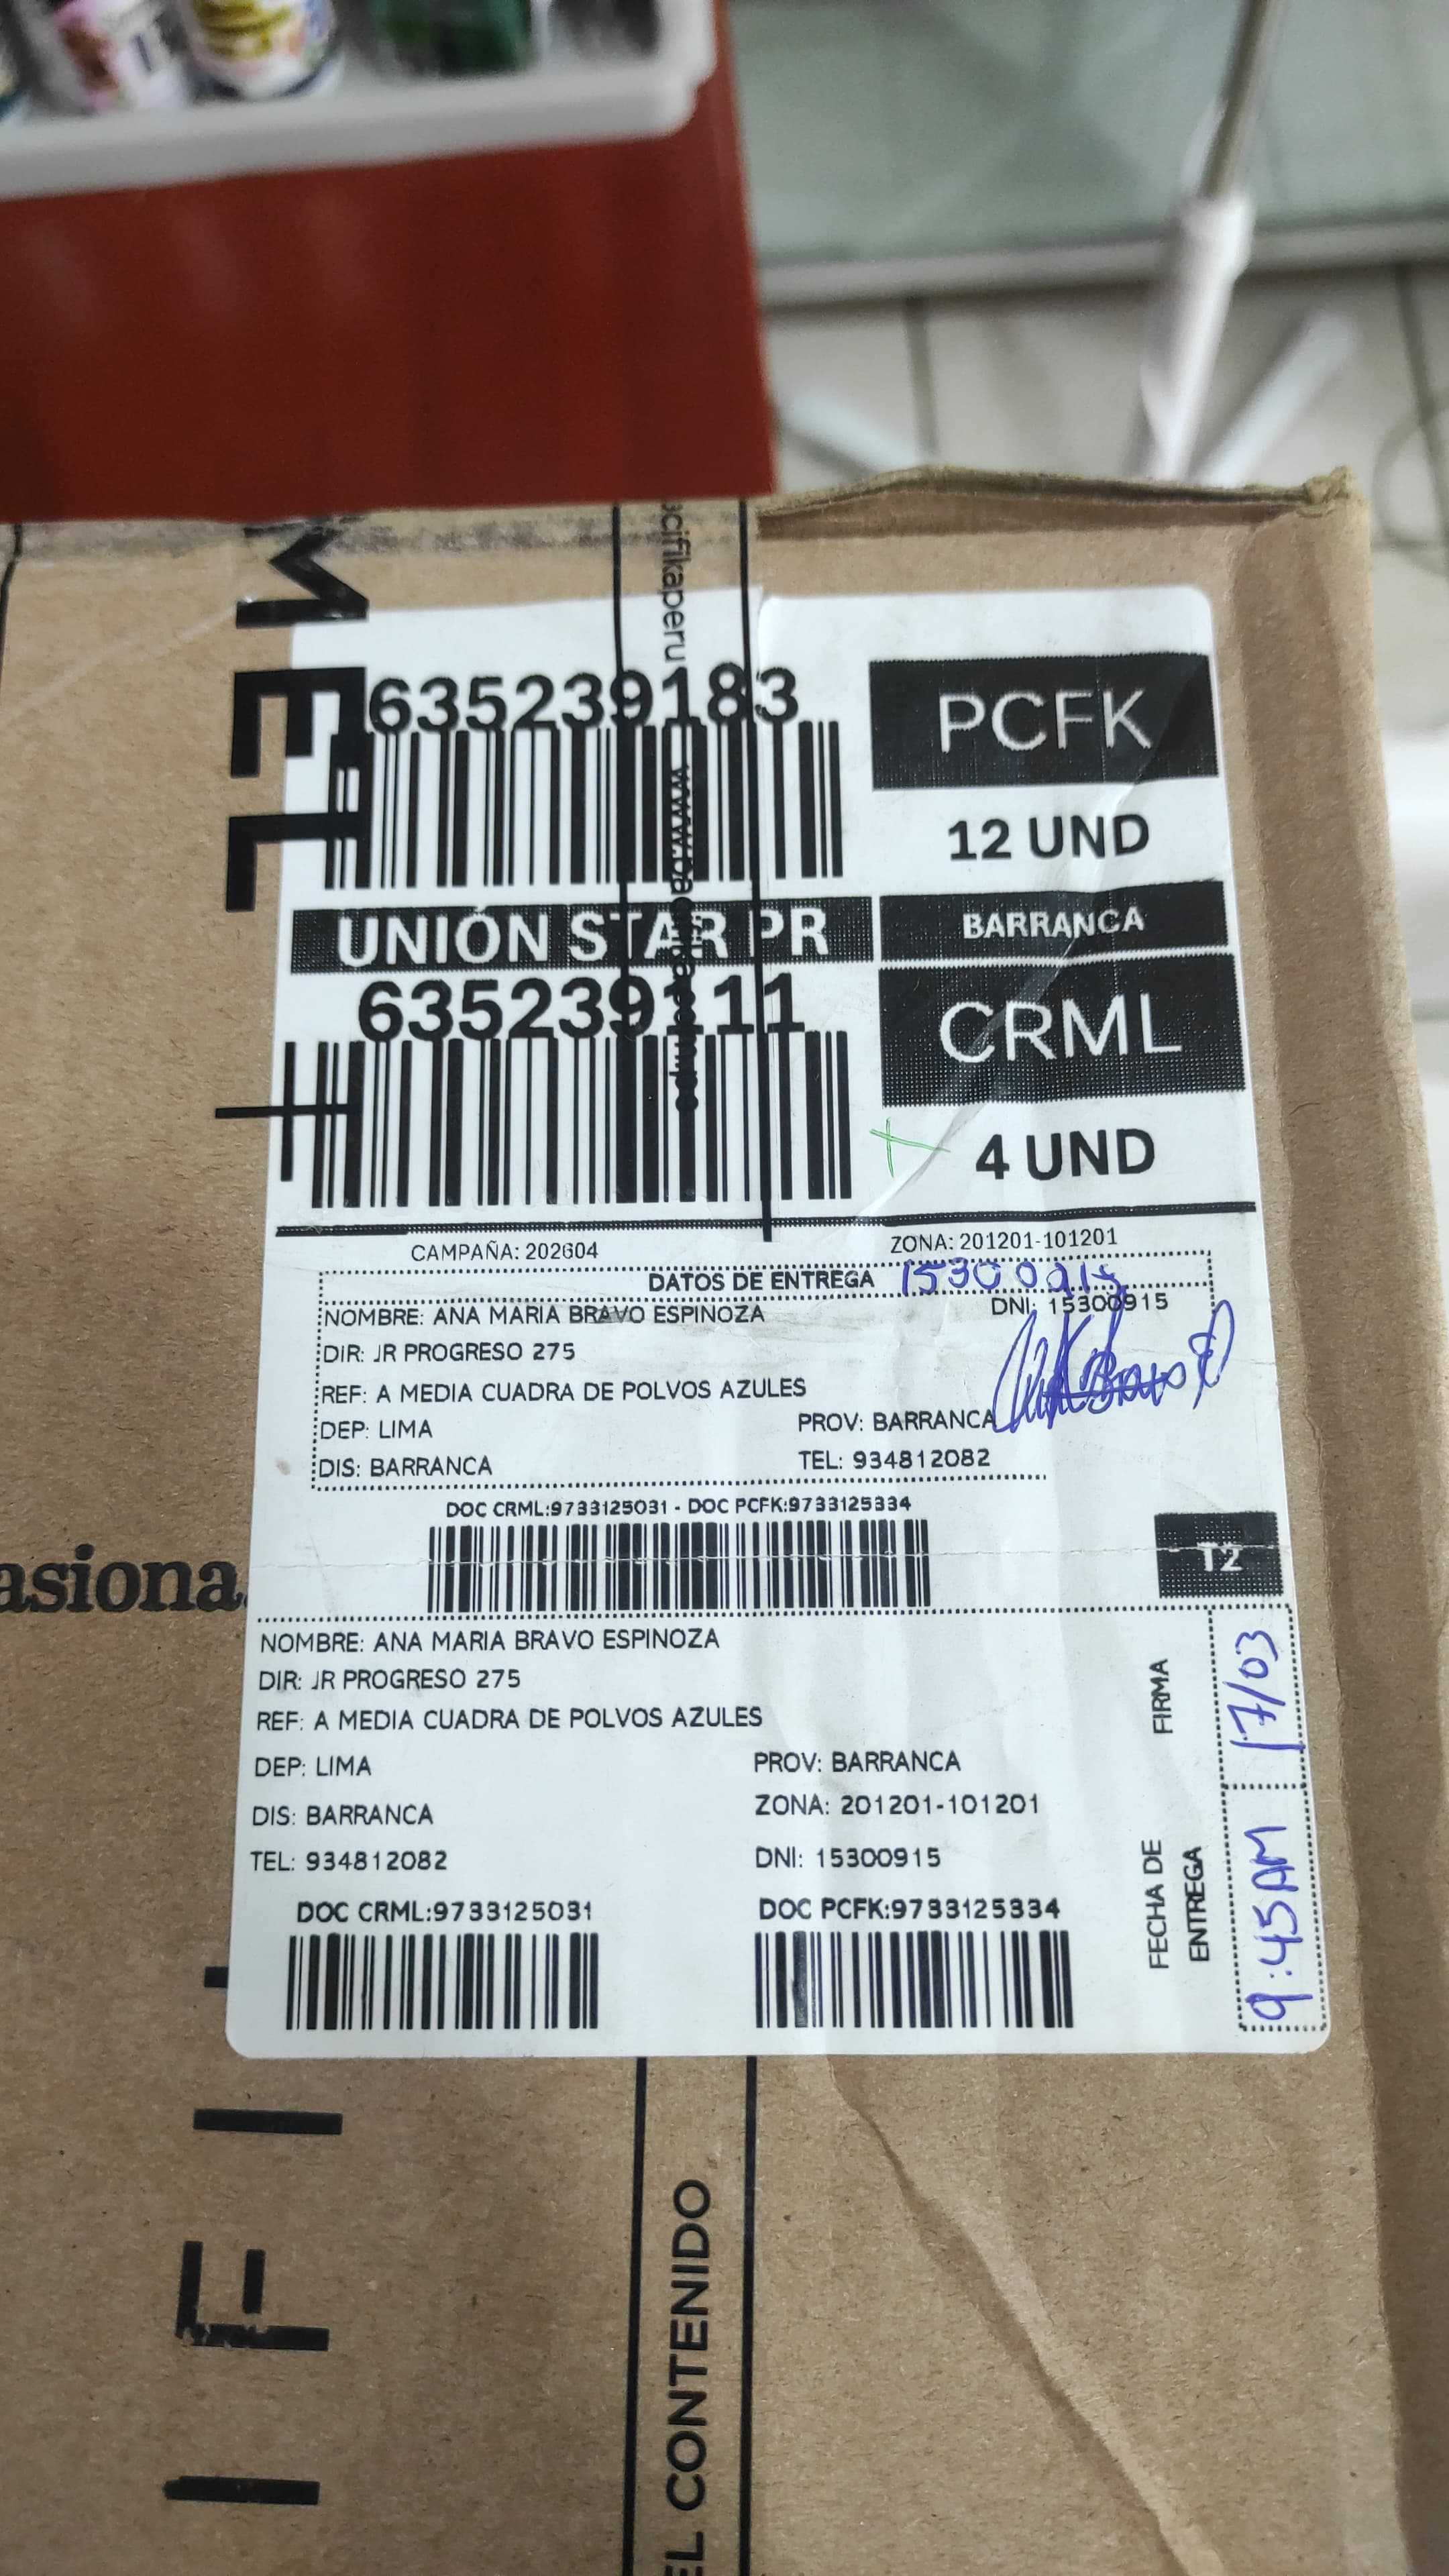 MEL
cifikaperu
635239183
PCFK
12 UND
UNIÓN STAR PR
BARRANCA
635239111
CRML
4 UND
CAMPAÑA: 202604
ZONA: 201201-101201
DATOS DE ENTREGA
15300915
NOMBRE: ANA MARIA BRAVO ESPINOZA
DNI: 15300915
DIR: JR PROGRESO 275
REF: A MEDIA CUADRA DE POLVOS AZULES
DEP: LIMA
PROV: BARRANCA
DIS: BARRANCA
TEL: 934812082
DOC CRML:9733125031 - DOC PCFK:9733125334
T2
asiona
NOMBRE: ANA MARIA BRAVO ESPINOZA
DIR: JR PROGRESO 275
REF: A MEDIA CUADRA DE POLVOS AZULES
DEP: LIMA
PROV: BARRANCA
DIS: BARRANCA
ZONA: 201201-101201
TEL: 934812082
DNI: 15300915
DOC CRML:9733125031
DOC PCFK:9733125334
FIRMA
17/03
FECHA DE
ENTREGA
9:45AM
EL CONTENIDO